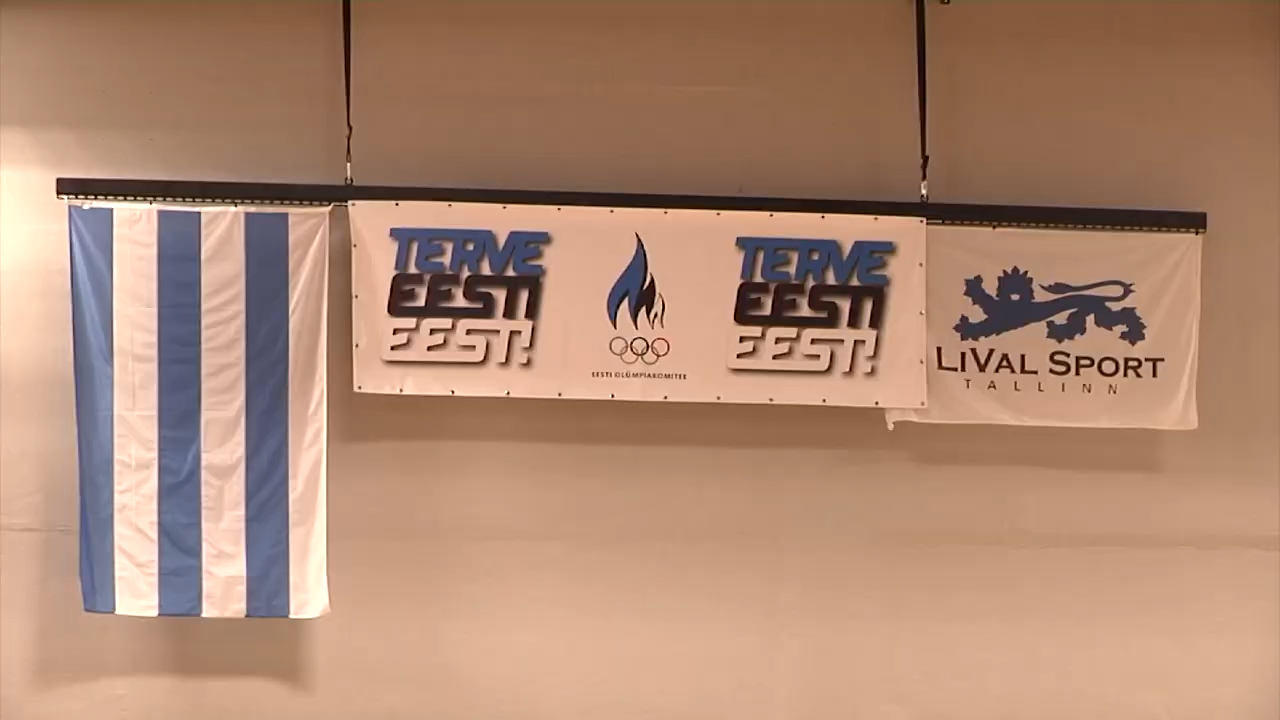 TERVE
EESTI
EEST!
EESTI OLÜMPIAKOMITEE
TERVE
EESTI
EEST!
LIVAL SPORT
TALLINN